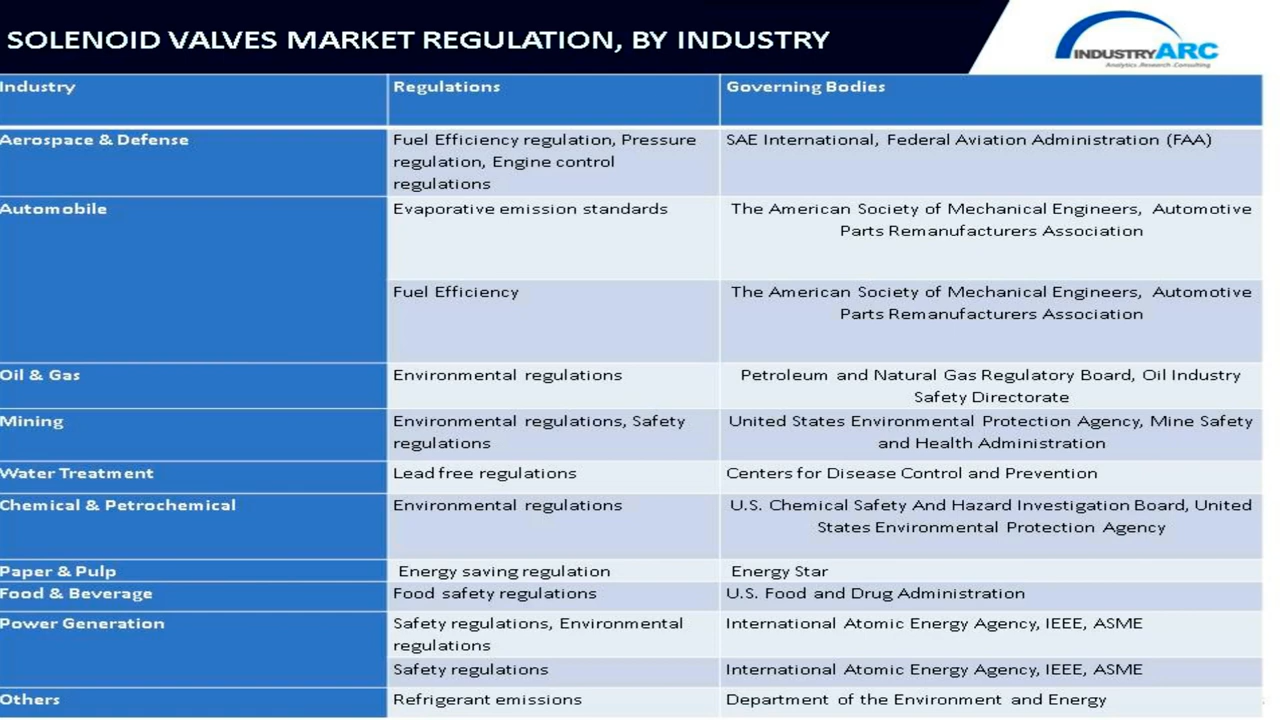 SOLENOID VALVES MARKET REGULATION, BY INDUSTRY
INDUSTRYARC
Analytics.Research.Consulting
Industry
Regulations
Governing Bodies
Aerospace & Defense
Fuel Efficiency regulation, Pressure
regulation, Engine control
regulations
SAE International, Federal Aviation Administration (FAA)
Automobile
Evaporative emission standards
The American Society of Mechanical Engineers, Automotive
Parts Remanufacturers Association
Fuel Efficiency
The American Society of Mechanical Engineers, Automotive
Parts Remanufacturers Association
Oil & Gas
Environmental regulations
Petroleum and Natural Gas Regulatory Board, Oil Industry
Safety Directorate
Mining
Environmental regulations, Safety
regulations
United States Environmental Protection Agency, Mine Safety
and Health Administration
Water Treatment
Lead free regulations
Centers for Disease Control and Prevention
Chemical & Petrochemical
Environmental regulations
U.S. Chemical Safety And Hazard Investigation Board, United
States Environmental Protection Agency
Paper & Pulp
Energy saving regulation
Energy Star
Food & Beverage
Food safety regulations
U.S. Food and Drug Administration
Power Generation
Safety regulations, Environmental
regulations
International Atomic Energy Agency, IEEE, ASME
Safety regulations
International Atomic Energy Agency, IEEE, ASME
Others
Refrigerant emissions
Department of the Environment and Energy